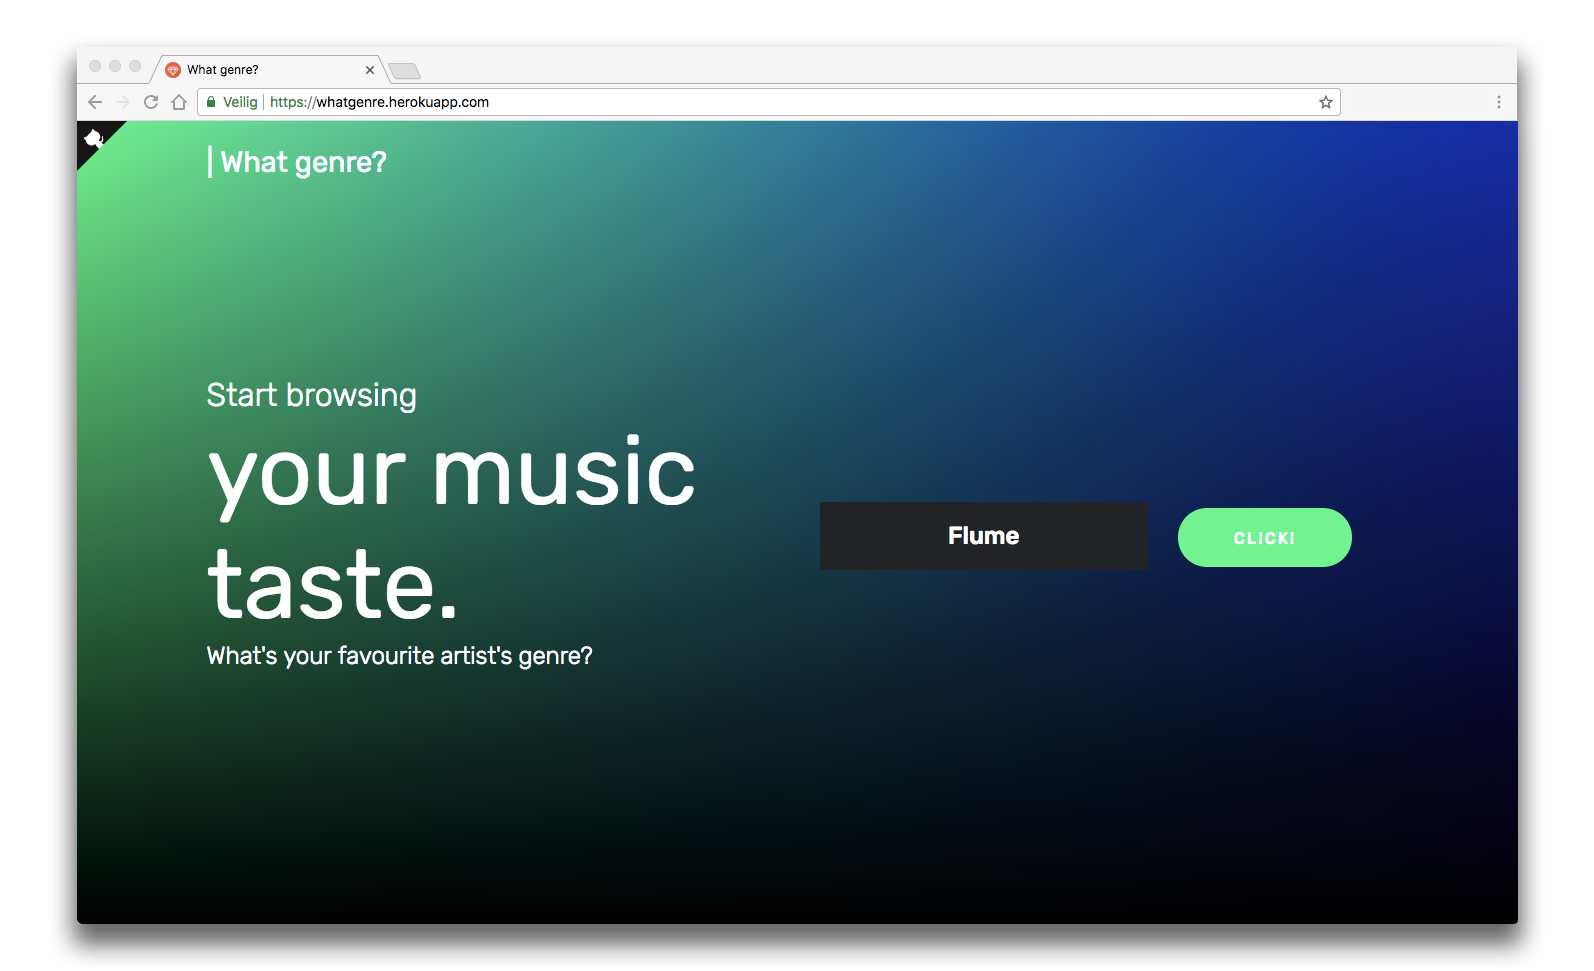 What genre?
Veilig https://whatgenre.herokuapp.com
| What genre?
Start browsing
your music
taste.
What's your favourite artist's genre?
Flume
CLICK!